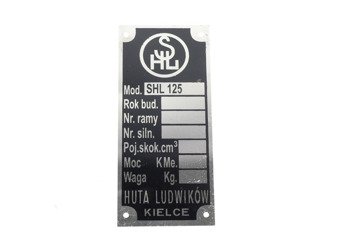 SHL
Mod. SHL 125
Rok bud.
Nr. ramy
Nr. siln.
Poj.skok.cm³
Moc KMe.
Waga Kg.
HUTA LUDWIKÓW
KIELCE